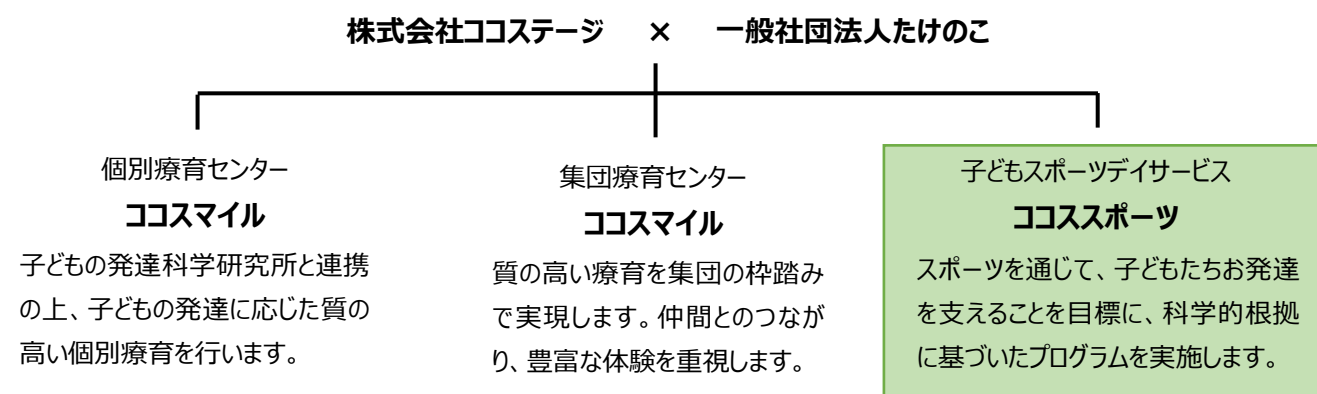 株式会社ココステージ × 一般社団法人たけのこ
個別療育センター
ココスマイル
子どもの発達科学研究所と連携
の上、子どもの発達に応じた質の
高い個別療育を行います。
集団療育センター
ココスマイル
質の高い療育を集団の枠踏み
で実現します。仲間とのつなが
り、豊富な体験を重視します。
子どもスポーツデイサービス
ココススポーツ
スポーツを通じて、子どもたちお発達
を支えることを目標に、科学的根拠
に基づいたプログラムを実施します。